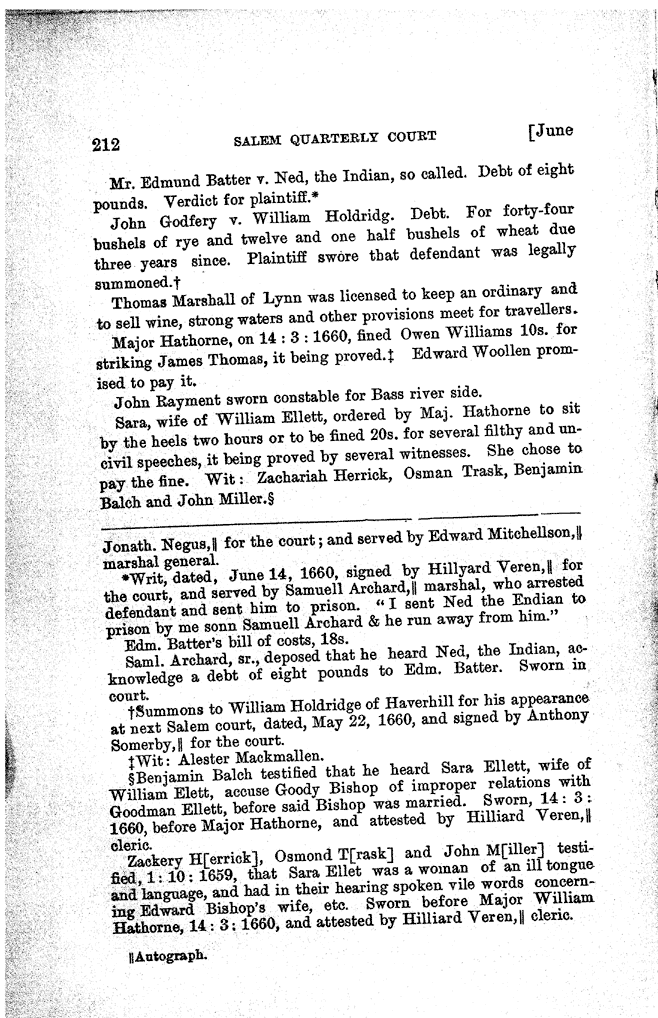 212 SALEM QUARTERLY COURT [June
Mr. Edmund Batter v. Ned, the Indian, so called. Debt of eight
pounds. Verdict for plaintiff.*
John Godfery v. William Holdridg. Debt. For forty-four
bushels of rye and twelve and one half bushels of wheat due
three years since. Plaintiff swore that defendant was legally
summoned.†
Thomas Marshall of Lynn was licensed to keep an ordinary and
to sell wine, strong waters and other provisions meet for travellers.
Major Hathorne, on 14 : 3 : 1660, fined Owen Williams 10s. for
striking James Thomas, it being proved.‡ Edward Woollen prom-
ised to pay it.
John Rayment sworn constable for Bass river side.
Sara, wife of William Ellett, ordered by Maj. Hathorne to sit
by the heels two hours or to be fined 20s. for several filthy and un-
civil speeches, it being proved by several witnesses. She chose to
pay the fine. Wit: Zachariah Herrick, Osman Trask, Benjamin
Balch and John Miller.§
Jonath. Negus,‖ for the court; and served by Edward Mitchellson,‖
marshal general.
*Writ, dated, June 14, 1660, signed by Hillyard Veren,‖ for
the court, and served by Samuell Archard,‖ marshal, who arrested
defendant and sent him to prison. "I sent Ned the Endian to
prison by me sonn Samuell Archard & he run away from him."
Edm. Batter's bill of costs, 18s.
Saml. Archard, sr., deposed that he heard Ned, the Indian, ac-
knowledge a debt of eight pounds to Edm. Batter. Sworn in
court.
†Summons to William Holdridge of Haverhill for his appearance
at next Salem court, dated, May 22, 1660, and signed by Anthony
Somerby,‖ for the court.
‡Wit: Alester Mackmallen.
§Benjamin Balch testified that he heard Sara Ellett, wife of
William Elett, accuse Goody Bishop of improper relations with
Goodman Ellett, before said Bishop was married. Sworn, 14 : 3 :
1660, before Major Hathorne, and attested by Hilliard Veren,‖
cleric.
Zackery H[errick], Osmond T[rask] and John M[iller] testi-
fied, 1 : 10 : 1659, that Sara Ellet was a woman of an ill tongue
and language, and had in their hearing spoken vile words concern-
ing Edward Bishop's wife, etc. Sworn before Major William
Hathorne, 14 : 3 : 1660, and attested by Hilliard Veren,‖ cleric.
‖Autograph.